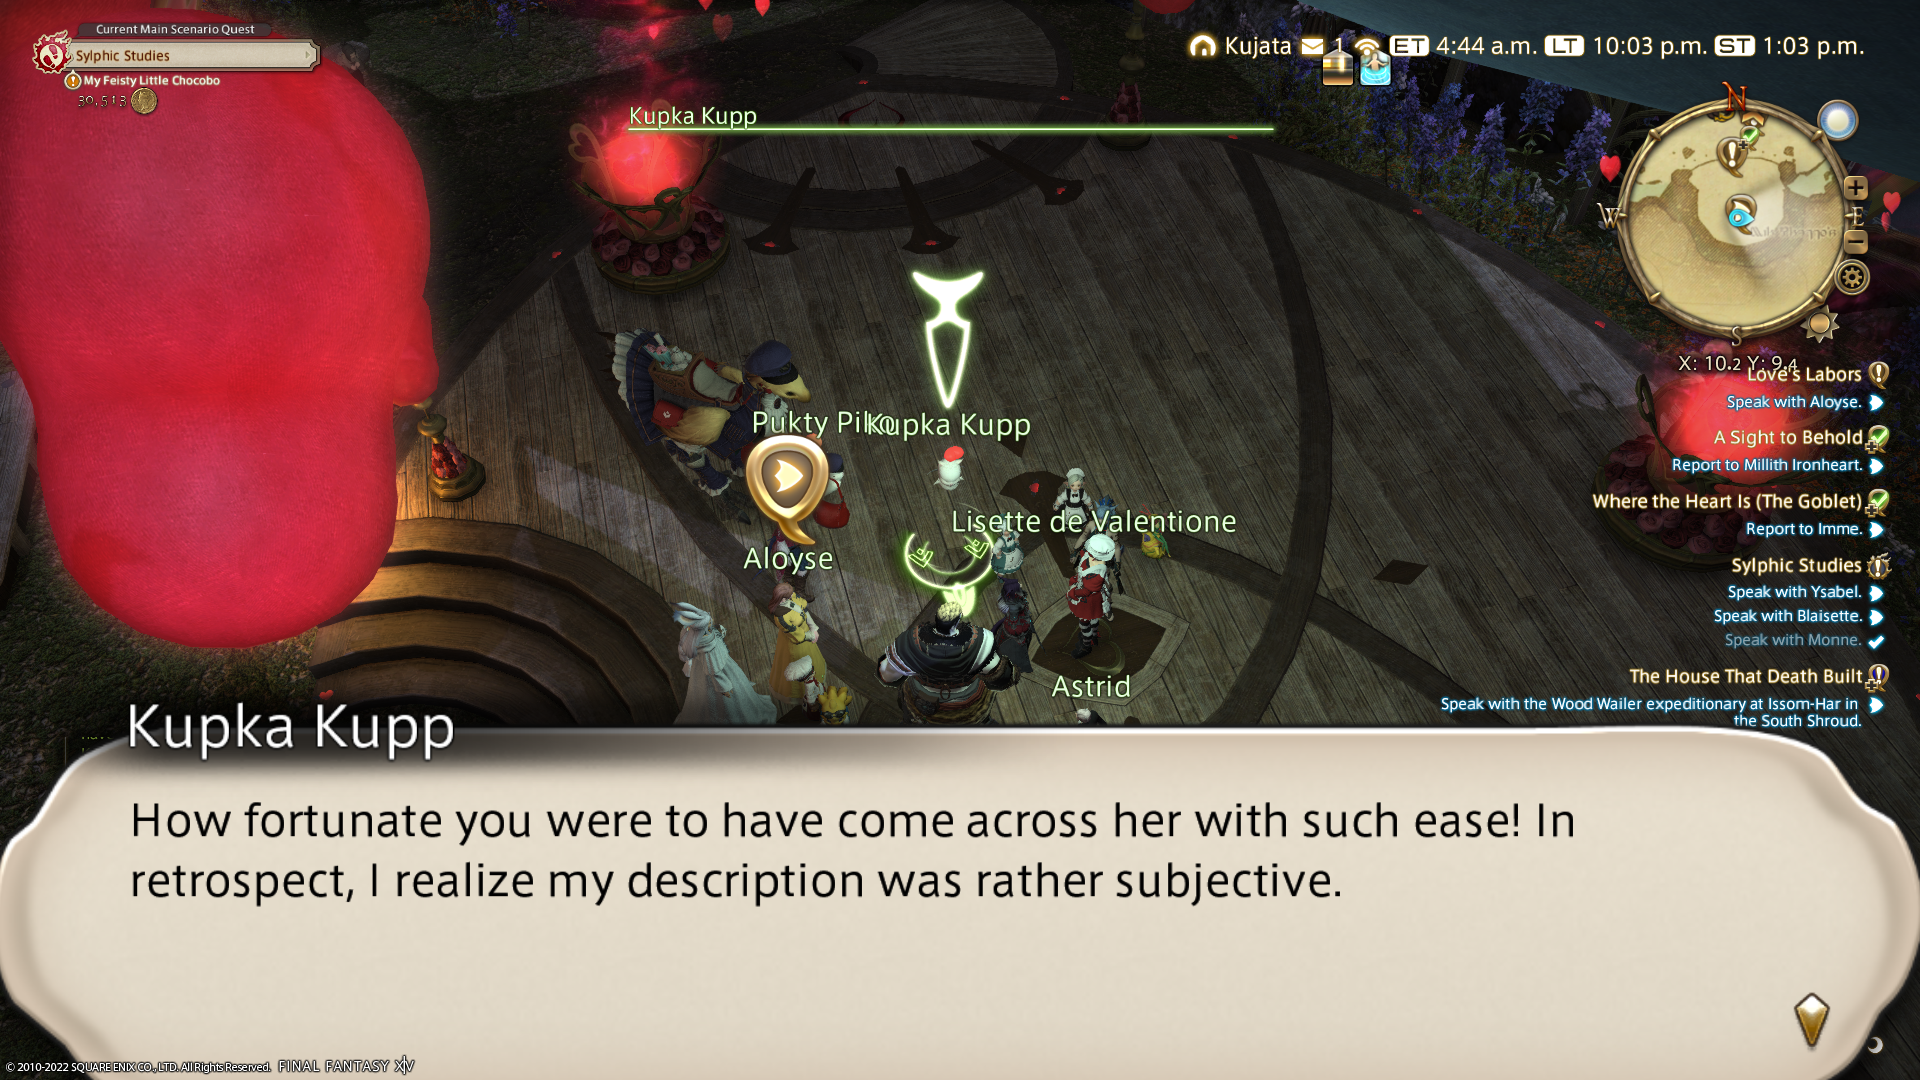 Current Main Scenario Quest
Sylphic Studies
My Feisty Little Chocobo
30,513
Kujata 1 ET 4:44 a.m. LT 10:03 p.m. ST 1:03 p.m.
Kupka Kupp
N
W
E
S
X: 10.2 Y: 9.4
Love's Labors
Speak with Aloyse.
A Sight to Behold
Report to Millith Ironheart.
Where the Heart Is (The Goblet)
Report to Imme.
Sylphic Studies
Speak with Ysabel.
Speak with Blaisette.
Speak with Monne.
The House That Death Built
Speak with the Wood Wailer expeditionary at Issom-Har in
the South Shroud.
Kupka Kupp
Lisette de Valentione
Aloyse
Astrid
Kupka Kupp
How fortunate you were to have come across her with such ease! In
retrospect, I realize my description was rather subjective.
© 2010-2022 SQUARE ENIX CO., LTD. All Rights Reserved. FINAL FANTASY XIV